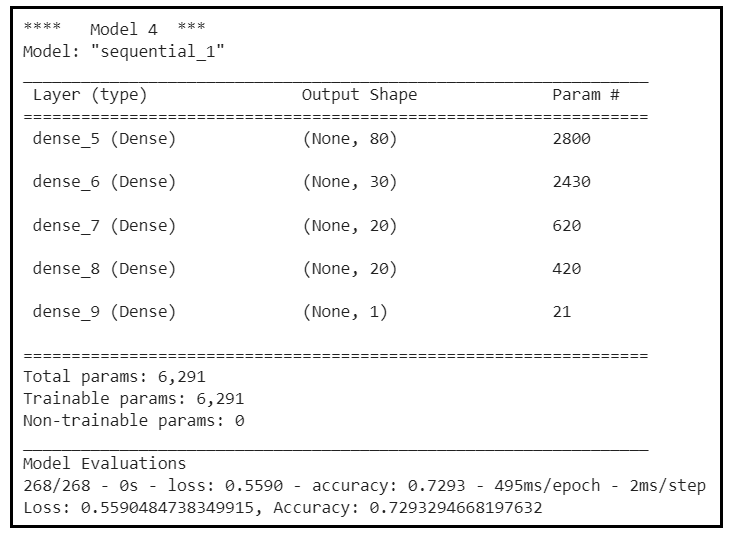 **** Model 4 ***
Model: "sequential_1"
Layer (type) Output Shape Param #
dense_5 (Dense) (None, 80) 2800
dense_6 (Dense) (None, 30) 2430
dense_7 (Dense) (None, 20) 620
dense_8 (Dense) (None, 20) 420
dense_9 (Dense) (None, 1) 21
Total params: 6,291
Trainable params: 6,291
Non-trainable params: 0
Model Evaluations
268/268 - 0s - loss: 0.5590 - accuracy: 0.7293 - 495ms/epoch - 2ms/step
Loss: 0.5590484738349915, Accuracy: 0.7293294668197632